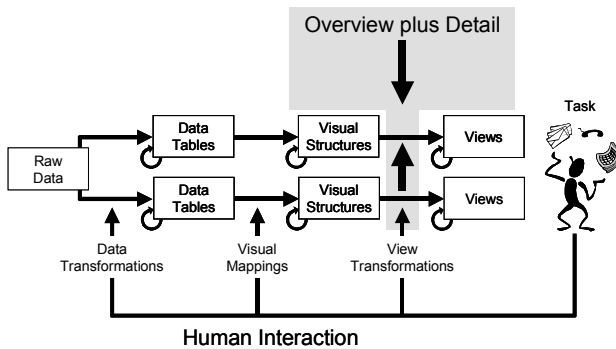 Overview plus Detail
Task
Raw
Data
Data
Tables
Visual
Structures
Views
Data
Tables
Visual
Structures
Views
Data
Transformations
Visual
Mappings
View
Transformations
Human Interaction